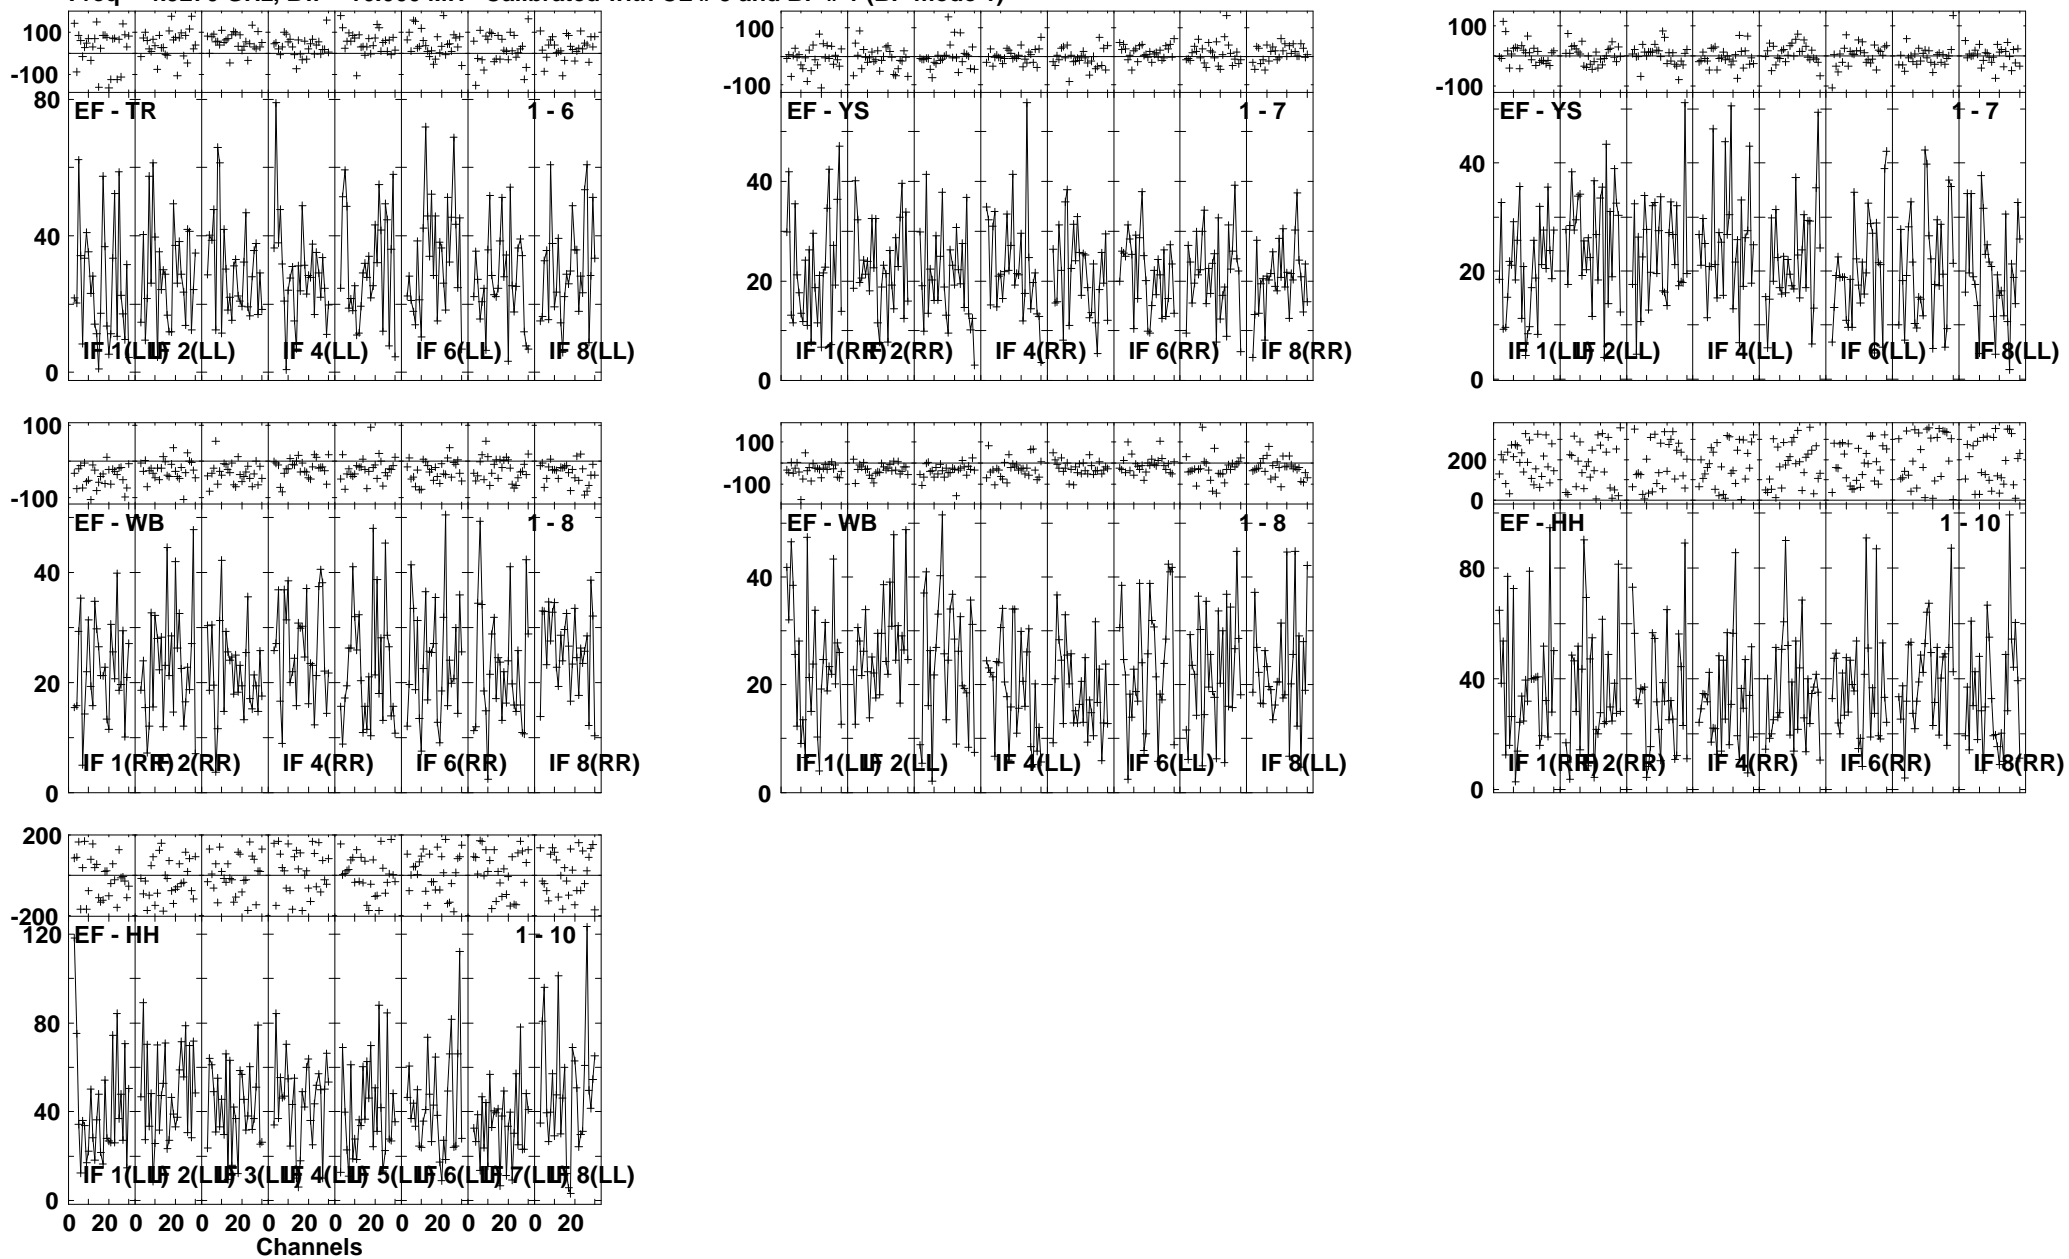 100
-100
80
40
0
EF - TR
1 - 6
IF 1(LL) IF 2(LL) IF 4(LL) IF 6(LL) IF 8(LL)
100
-100
40
20
0
EF - YS
1 - 7
IF 1(RR) IF 2(RR) IF 4(RR) IF 6(RR) IF 8(RR)
100
-100
40
20
0
EF - YS
1 - 7
IF 1(LL) IF 2(LL) IF 4(LL) IF 6(LL) IF 8(LL)
100
-100
40
20
0
EF - WB
1 - 8
IF 1(RR) IF 2(RR) IF 4(RR) IF 6(RR) IF 8(RR)
100
-100
40
20
0
EF - WB
1 - 8
IF 1(LL) IF 2(LL) IF 4(LL) IF 6(LL) IF 8(LL)
200
0
80
40
0
EF - HH
1 - 10
IF 1(RR) IF 2(RR) IF 4(RR) IF 6(RR) IF 8(RR)
200
-200
120
80
40
0
EF - HH
1 - 10
IF 1(LL) IF 2(LL) IF 3(LL) IF 4(LL) IF 5(LL) IF 6(LL) IF 7(LL) IF 8(LL)
0 20 0 20 0 20 0 20 0 20 0 20 0 20 0 20
Channels